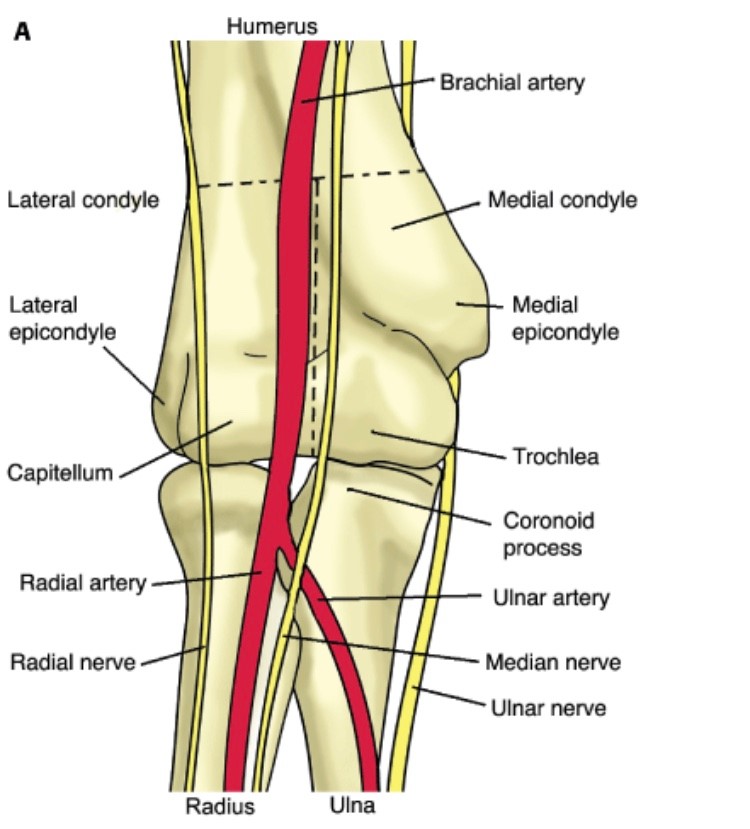 A
Humerus
Brachial artery
Lateral condyle
Medial condyle
Lateral
epicondyle
Medial
epicondyle
Capitellum
Trochlea
Coronoid
process
Radial artery
Ulnar artery
Radial nerve
Median nerve
Ulnar nerve
Radius
Ulna